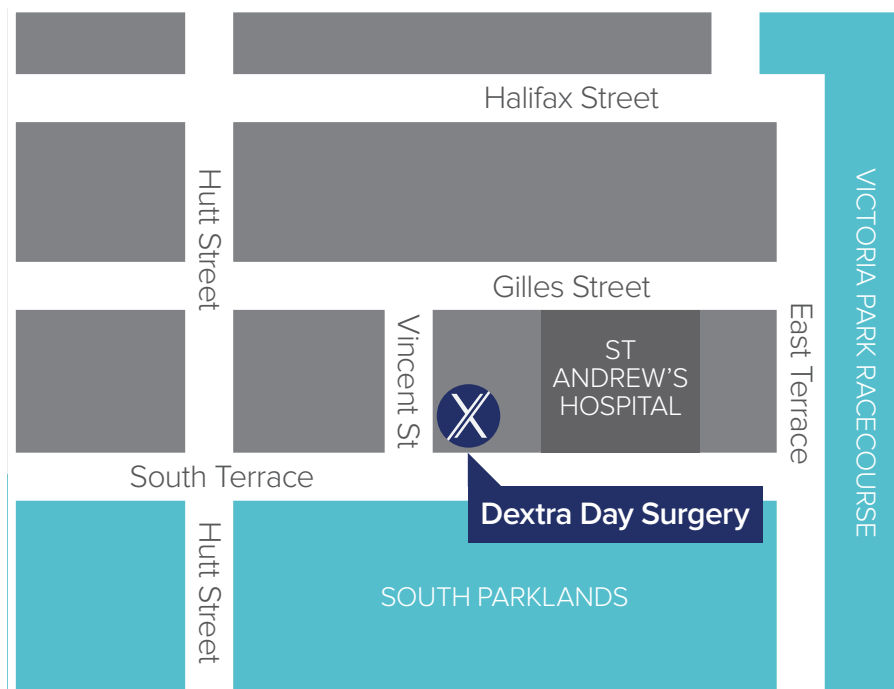 Halifax Street
Hutt Street
VICTORIA PARK RACECOURSE
Gilles Street
Vincent St
ST
ANDREW'S
HOSPITAL
East Terrace
South Terrace
Dextra Day Surgery
Hutt Street
SOUTH PARKLANDS